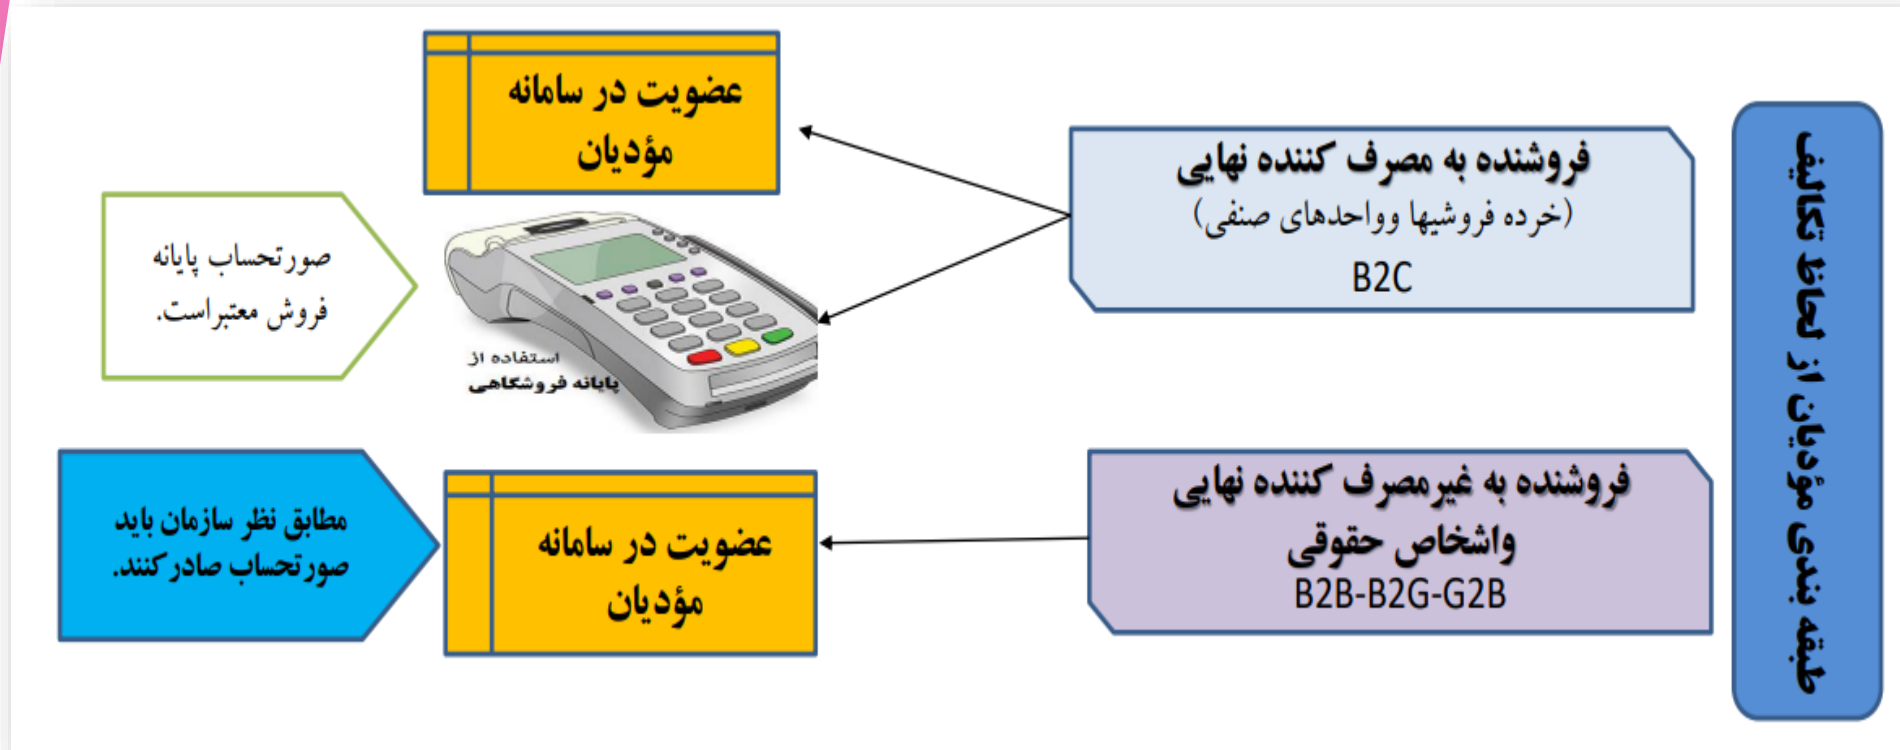 طبقه بندی مؤدیان از لحاظ تکالیف
فروشنده به مصرف کننده نهایی
(خرده فروشیها وواحدهای صنفی)
B2C
عضویت در سامانه
مؤدیان
استفاده از
پایانه فروشگاهی
صورتحساب پایانه
فروش معتبراست.
فروشنده به غیرمصرف کننده نهایی
واشخاص حقوقی
B2B-B2G-G2B
عضویت در سامانه
مؤدیان
مطابق نظر سازمان باید
صورتحساب صادر کنند.